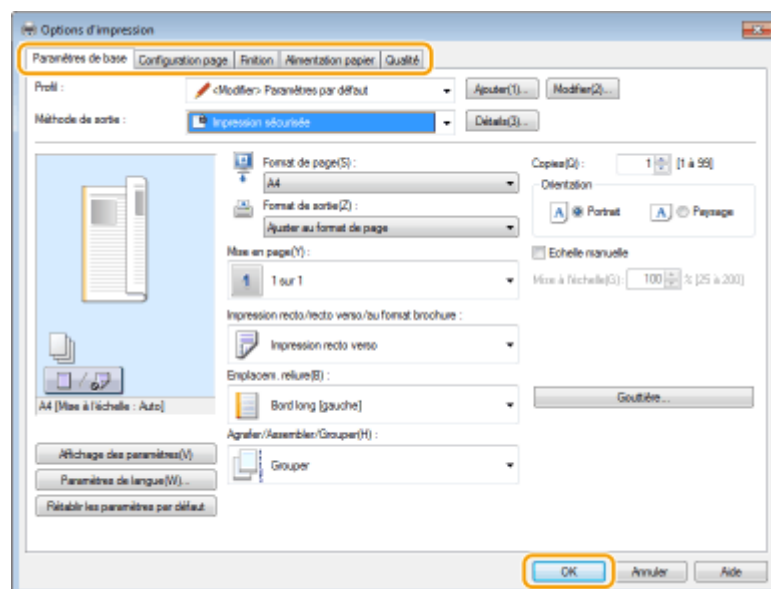 Options d'impression
Paramètres de base Configuration page Finition Alimentation papier Qualité
Profil : <Modifier> Paramètres par défaut Ajouter(1)... Modifier(2)...
Méthode de sortie : Impression sécurisée Détails(3)...
Format de page(S) : Copies(Q) : 1 [1 à 99]
A4 Orientation
Format de sortie(Z) : A Portrait A Paysage
Ajuster au format de page
Mise en page(Y) : Echelle manuelle
1 1 sur 1 Mise à l'échelle(G) : 100 % [25 à 200]
Impression recto/recto verso/au format brochure :
Impression recto verso
Emplacem. reliure(B) :
A4 [Mise à l'échelle : Auto] Bord long [gauche] Gouttière...
Agrafer/Assembler/Grouper(H) :
Affichage des paramètres(V) Grouper
Paramètres de langue(W)...
Rétablir les paramètres par défaut
OK Annuler Aide